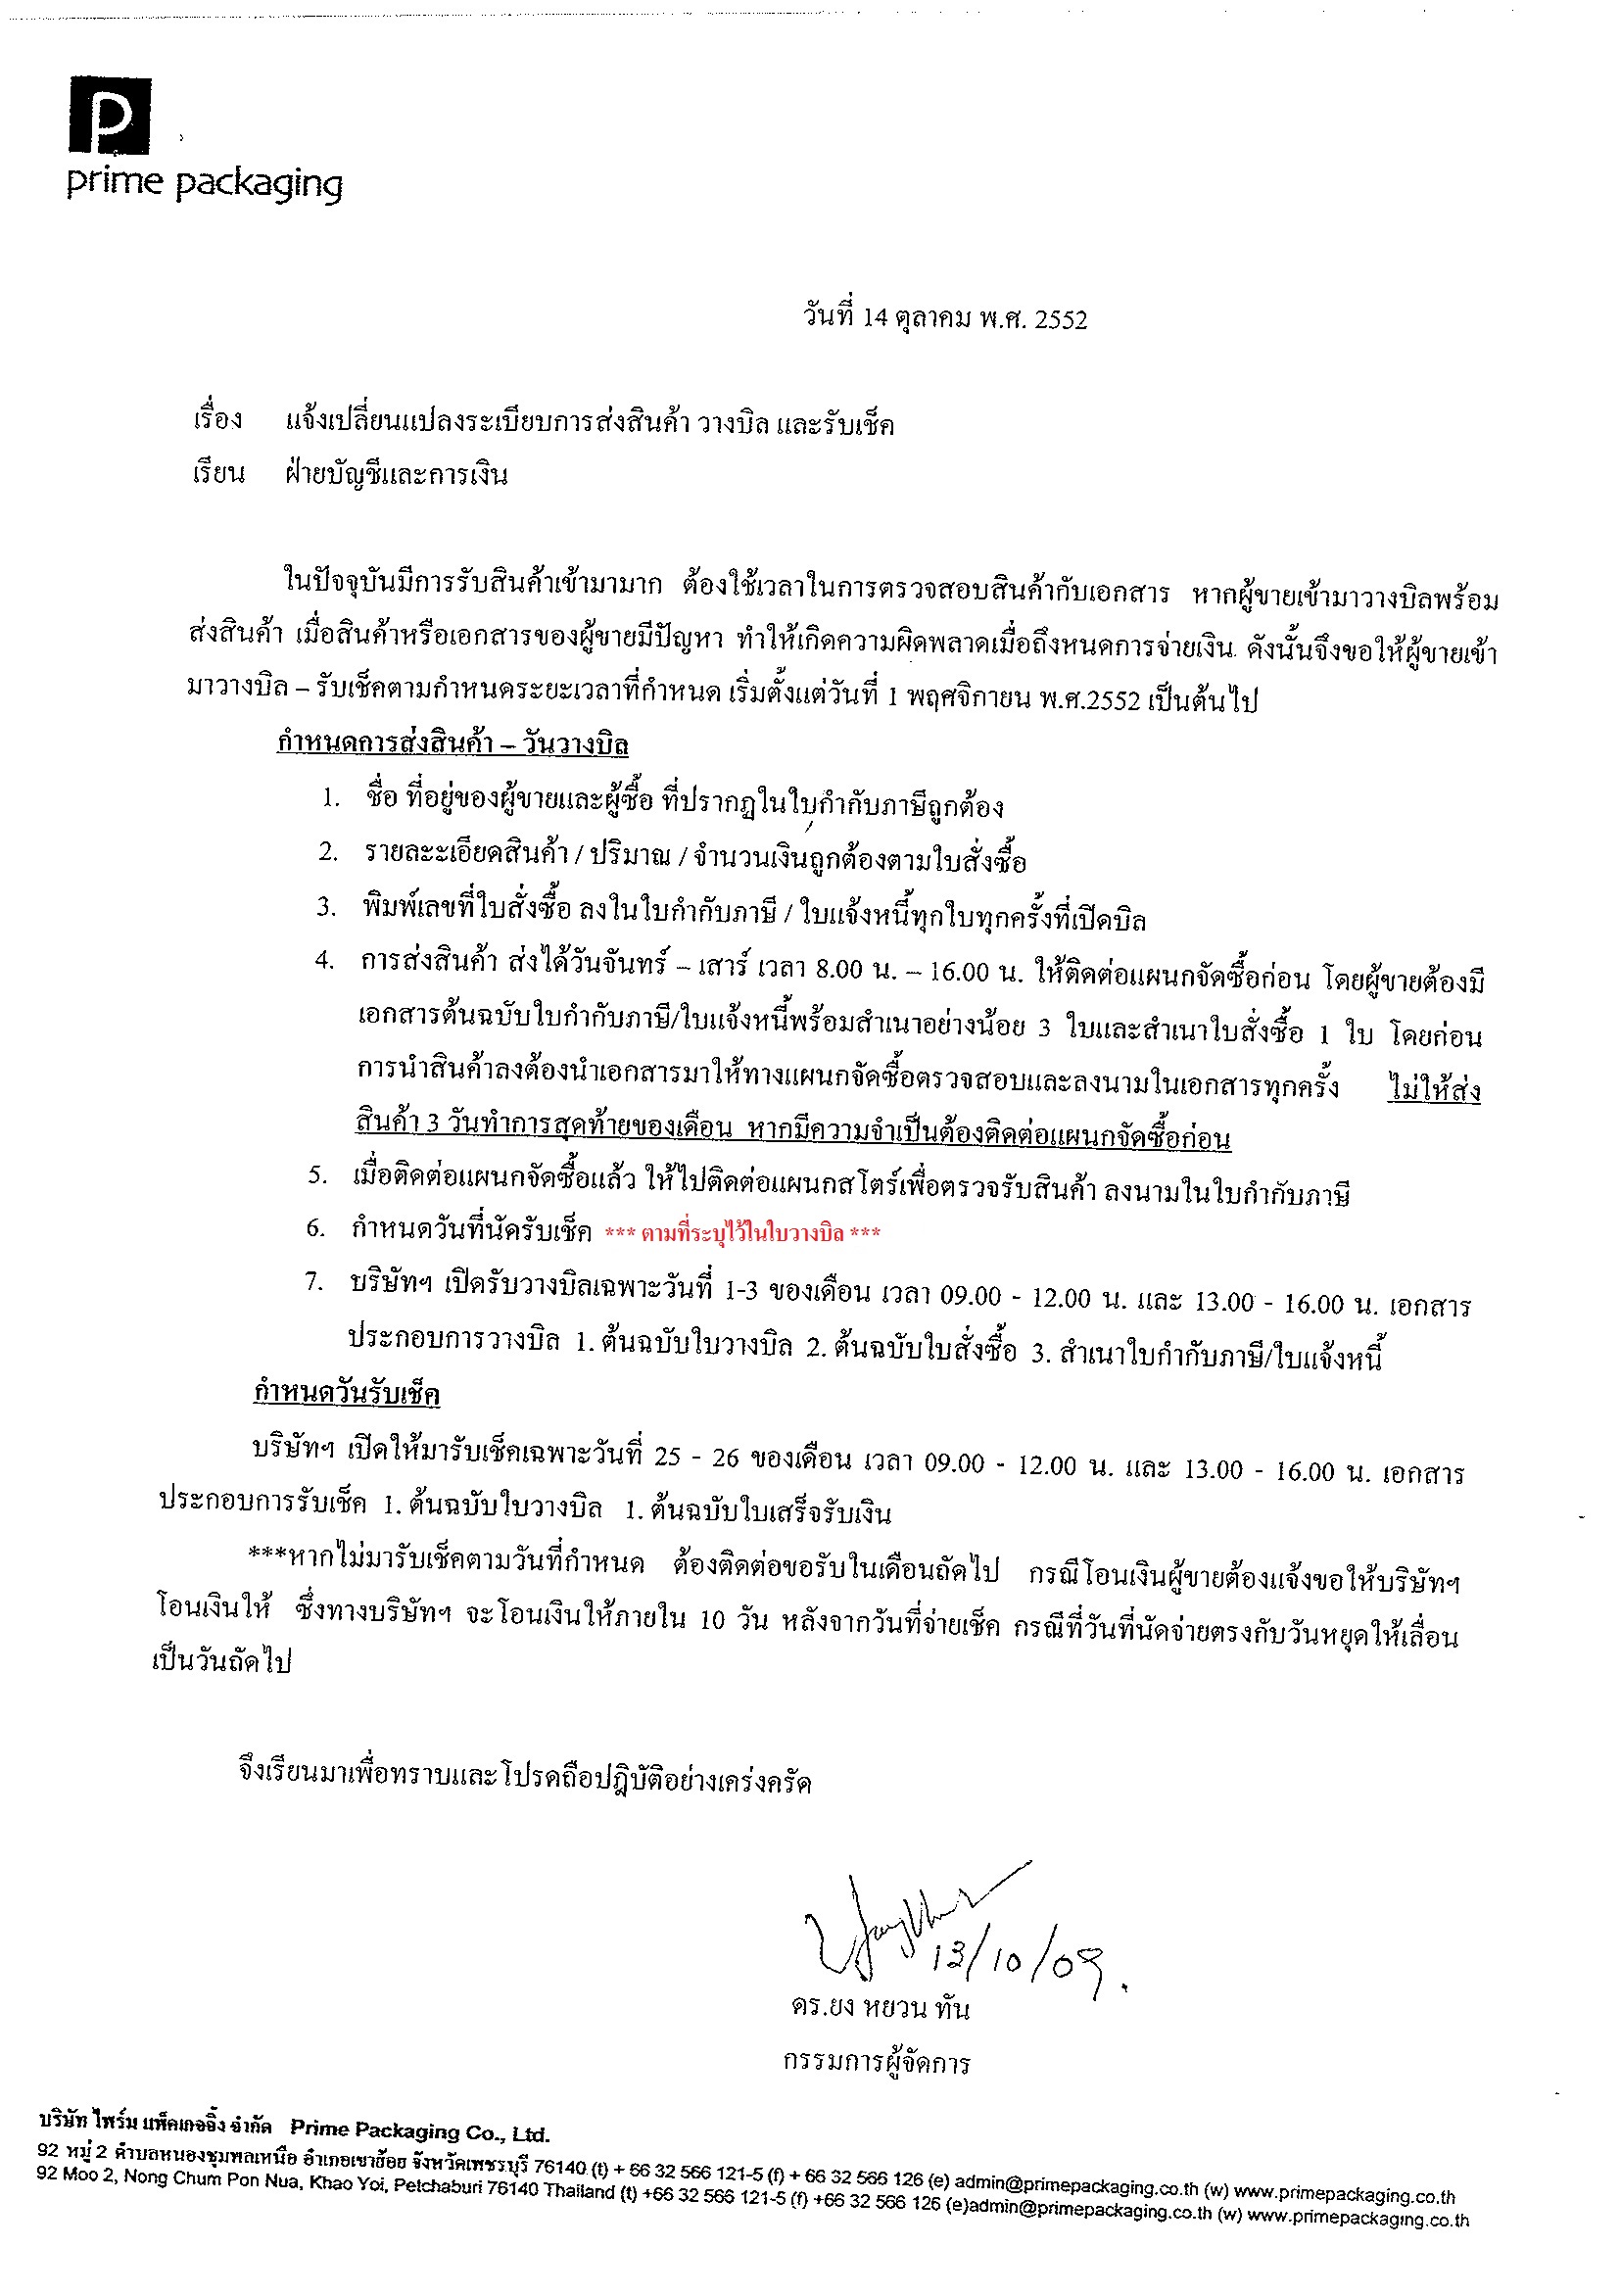 P
prime packaging
วันที่ 14 ตุลาคม พ.ศ. 2552
เรื่อง แจ้งเปลี่ยนแปลงระเบียบการส่งสินค้า วางบิล และรับเช็ค
เรียน ฝ่ายบัญชีและการเงิน
ในปัจจุบันมีการรับสินค้าเข้ามามาก ต้องใช้เวลาในการตรวจสอบสินค้ากับเอกสาร หากผู้ขายเข้ามาวางบิลพร้อม
ส่งสินค้า เมื่อสินค้าหรือเอกสารของผู้ขายมีปัญหา ทำให้เกิดความผิดพลาดเมื่อถึงหนดการจ่ายเงิน ดังนั้นจึงขอให้ผู้ขายเข้า
มาวางบิล – รับเช็คตามกำหนดระยะเวลาที่กำหนด เริ่มตั้งแต่วันที่ 1 พฤศจิกายน พ.ศ.2552 เป็นต้นไป
กำหนดการส่งสินค้า – วันวางบิล
1. ชื่อ ที่อยู่ของผู้ขายและผู้ซื้อ ที่ปรากฏในใบกำกับภาษีถูกต้อง
2. รายละะเอียดสินค้า / ปริมาณ / จำนวนเงินถูกต้องตามใบสั่งซื้อ
3. พิมพ์เลขที่ใบสั่งซื้อ ลงในใบกำกับภาษี / ใบแจ้งหนี้ทุกใบทุกครั้งที่เปิดบิล
4. การส่งสินค้า ส่งได้วันจันทร์ – เสาร์ เวลา 8.00 น. – 16.00 น. ให้ติดต่อแผนกจัดซื้อก่อน โดยผู้ขายต้องมี
เอกสารต้นฉบับใบกำกับภาษี/ใบแจ้งหนี้พร้อมสำเนาอย่างน้อย 3 ใบและสำเนาใบสั่งซื้อ 1 ใบ โดยก่อน
การนำสินค้าลงต้องนำเอกสารมาให้ทางแผนกจัดซื้อตรวจสอบและลงนามในเอกสารทุกครั้ง ไม่ให้ส่ง
สินค้า 3 วันทำการสุดท้ายของเดือน หากมีความจำเป็นต้องติดต่อแผนกจัดซื้อก่อน
5. เมื่อติดต่อแผนกจัดซื้อแล้ว ให้ไปติดต่อแผนกสโตร์เพื่อตรวจรับสินค้า ลงนามในใบกำกับภาษี
6. กำหนดวันที่นัดรับเช็ค *** ตามที่ระบุไว้ในใบวางบิล ***
7. บริษัทฯ เปิดรับวางบิลเฉพาะวันที่ 1-3 ของเดือน เวลา 09.00 - 12.00 น. และ 13.00 - 16.00 น. เอกสาร
ประกอบการวางบิล 1. ต้นฉบับใบวางบิล 2. ต้นฉบับใบสั่งซื้อ 3. สำเนาใบกำกับภาษี/ใบแจ้งหนี้
กำหนดวันรับเช็ค
บริษัทฯ เปิดให้มารับเช็คเฉพาะวันที่ 25 - 26 ของเดือน เวลา 09.00 - 12.00 น. และ 13.00 - 16.00 น. เอกสาร
ประกอบการรับเช็ค 1. ต้นฉบับใบวางบิล 1. ต้นฉบับใบเสร็จรับเงิน
***หากไม่มารับเช็คตามวันที่กำหนด ต้องติดต่อขอรับในเดือนถัดไป กรณีโอนเงินผู้ขายต้องแจ้งขอให้บริษัทฯ
โอนเงินให้ ซึ่งทางบริษัทฯ จะโอนเงินให้ภายใน 10 วัน หลังจากวันที่จ่ายเช็ค กรณีที่วันที่นัดจ่ายตรงกับวันหยุดให้เลื่อน
เป็นวันถัดไป
จึงเรียนมาเพื่อทราบและโปรดถือปฎิบัติอย่างเคร่งครัด
13/10/09.
ดร.ยง หยวน ทัน
กรรมการผู้จัดการ
บริษัท ไพร์ม แพ็คเกจจิ้ง จำกัด Prime Packaging Co., Ltd.
92 หมู่ 2 ตำบลหนองชุมพลเหนือ อำเภอเขาย้อย จังหวัดเพชรบุรี 76140 (t) + 66 32 566 121-5 (f) + 66 32 566 126 (e) admin@primepackaging.co.th (w) www.primepackaging.co.th
92 Moo 2, Nong Chum Pon Nua, Khao Yoi, Petchaburi 76140 Thailand (t) +66 32 566 121-5 (f) +66 32 566 126 (e)admin@primepackaging.co.th (w) www.primepackaging.co.th